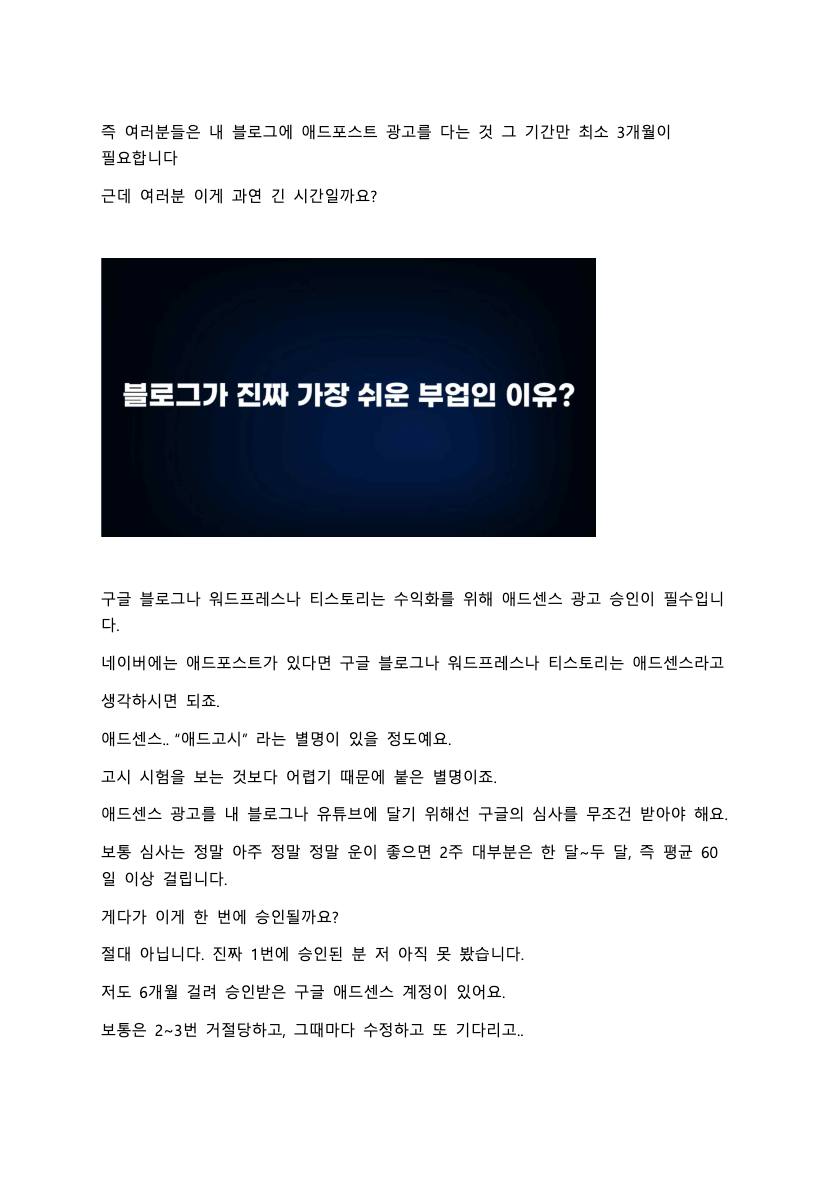 즉 여러분들은 내 블로그에 애드포스트 광고를 다는 것 그 기간만 최소 3개월이
필요합니다
근데 여러분 이게 과연 긴 시간일까요?
블로그가 진짜 가장 쉬운 부업인 이유?
구글 블로그나 워드프레스나 티스토리는 수익화를 위해 애드센스 광고 승인이 필수입니
다.
네이버에는 애드포스트가 있다면 구글 블로그나 워드프레스나 티스토리는 애드센스라고
생각하시면 되죠.
애드센스.. “애드고시” 라는 별명이 있을 정도예요.
고시 시험을 보는 것보다 어렵기 때문에 붙은 별명이죠.
애드센스 광고를 내 블로그나 유튜브에 달기 위해선 구글의 심사를 무조건 받아야 해요.
보통 심사는 정말 아주 정말 정말 운이 좋으면 2주 대부분은 한 달~두 달, 즉 평균 60
일 이상 걸립니다.
게다가 이게 한 번에 승인될까요?
절대 아닙니다. 진짜 1번에 승인된 분 저 아직 못 봤습니다.
저도 6개월 걸려 승인받은 구글 애드센스 계정이 있어요.
보통은 2~3번 거절당하고, 그때마다 수정하고 또 기다리고..